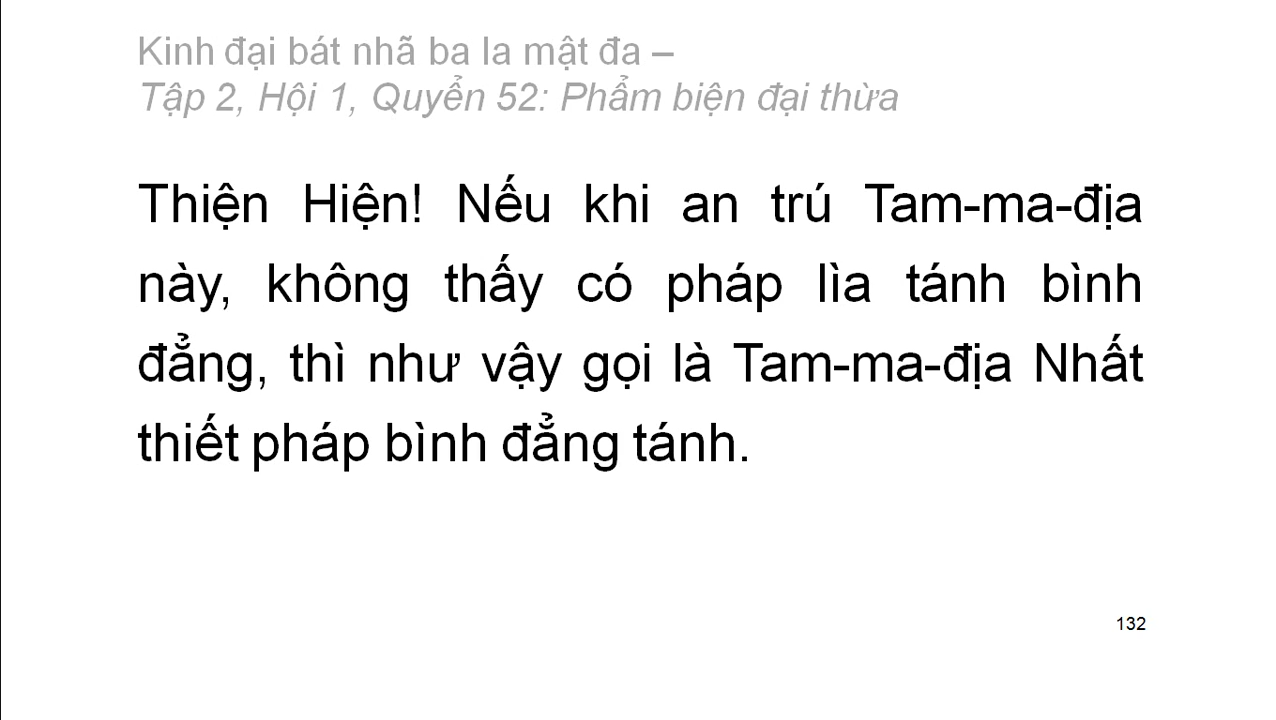 Kinh đại bát nhã ba la mật đa –
Tập 2, Hội 1, Quyển 52: Phẩm biện đại thừa
Thiện Hiện! Nếu khi an trú Tam-ma-địa
này, không thấy có pháp lìa tánh bình
đẳng, thì như vậy gọi là Tam-ma-địa Nhất
thiết pháp bình đẳng tánh.
132